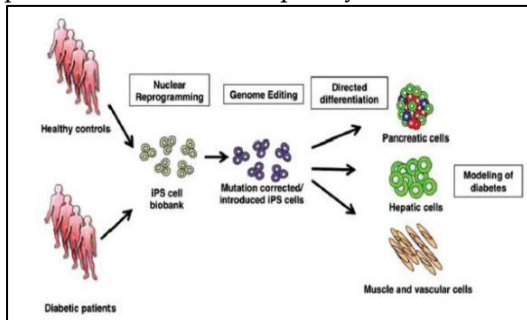 Nuclear
Reprogramming
Genome Editing
Directed
differentiation
Healthy controls
Pancreatic cells
iPS cell
biobank
Mutation corrected/
introduced iPS cells
Hepatic cells
Modeling of
diabetes
Diabetic patients
Muscle and vascular cells